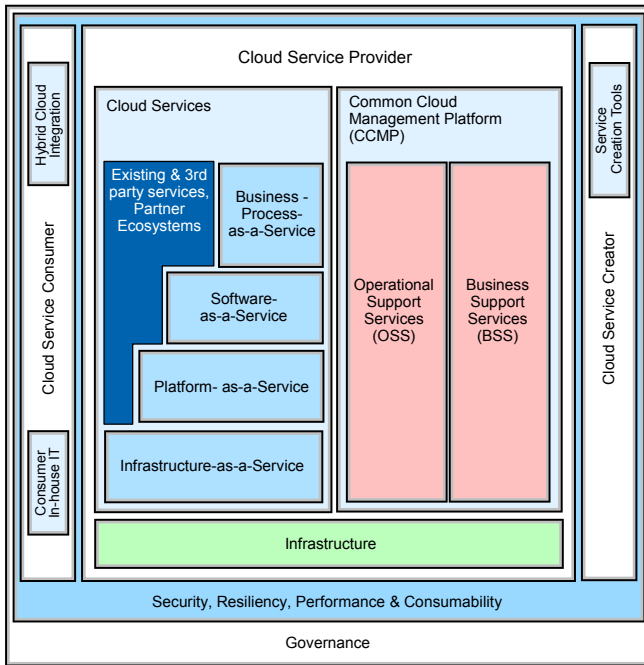 Cloud Service Provider
Hybrid Cloud
Integration
Cloud Service Consumer
Consumer
In-house IT
Cloud Services
Existing & 3rd
party services,
Partner
Ecosystems
Business -
Process-
as-a-Service
Software-
as-a-Service
Platform- as-a-Service
Infrastructure-as-a-Service
Common Cloud
Management Platform
(CCMP)
Operational
Support
Services
(OSS)
Business
Support
Services
(BSS)
Service
Creation Tools
Cloud Service Creator
Infrastructure
Security, Resiliency, Performance & Consumability
Governance